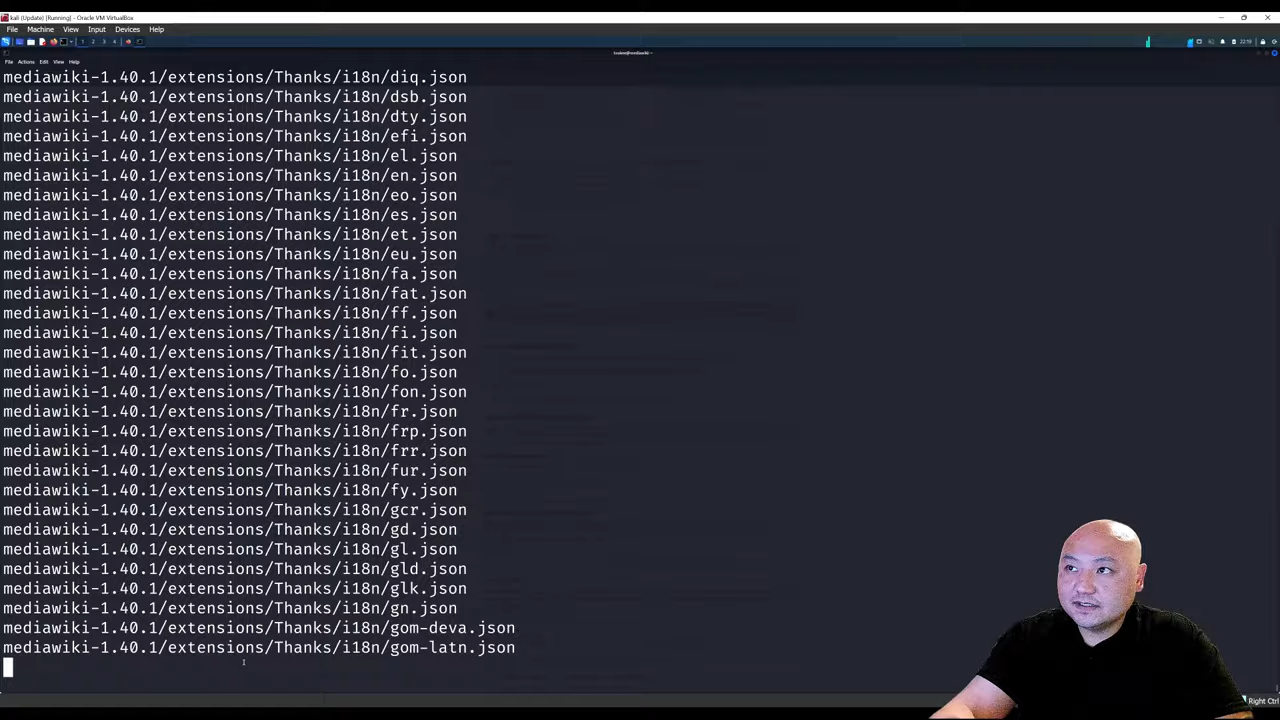 kali (Update) [Running] - Oracle VM VirtualBox
File Machine View Input Devices Help
1 2 3 4
22:19
File Actions Edit View Help
mediawiki-1.40.1/extensions/Thanks/i18n/diq.json
mediawiki-1.40.1/extensions/Thanks/i18n/dsb.json
mediawiki-1.40.1/extensions/Thanks/i18n/dty.json
mediawiki-1.40.1/extensions/Thanks/i18n/efi.json
mediawiki-1.40.1/extensions/Thanks/i18n/el.json
mediawiki-1.40.1/extensions/Thanks/i18n/en.json
mediawiki-1.40.1/extensions/Thanks/i18n/eo.json
mediawiki-1.40.1/extensions/Thanks/i18n/es.json
mediawiki-1.40.1/extensions/Thanks/i18n/et.json
mediawiki-1.40.1/extensions/Thanks/i18n/eu.json
mediawiki-1.40.1/extensions/Thanks/i18n/fa.json
mediawiki-1.40.1/extensions/Thanks/i18n/fat.json
mediawiki-1.40.1/extensions/Thanks/i18n/ff.json
mediawiki-1.40.1/extensions/Thanks/i18n/fi.json
mediawiki-1.40.1/extensions/Thanks/i18n/fit.json
mediawiki-1.40.1/extensions/Thanks/i18n/fo.json
mediawiki-1.40.1/extensions/Thanks/i18n/fon.json
mediawiki-1.40.1/extensions/Thanks/i18n/fr.json
mediawiki-1.40.1/extensions/Thanks/i18n/frp.json
mediawiki-1.40.1/extensions/Thanks/i18n/frr.json
mediawiki-1.40.1/extensions/Thanks/i18n/fur.json
mediawiki-1.40.1/extensions/Thanks/i18n/fy.json
mediawiki-1.40.1/extensions/Thanks/i18n/gcr.json
mediawiki-1.40.1/extensions/Thanks/i18n/gd.json
mediawiki-1.40.1/extensions/Thanks/i18n/gl.json
mediawiki-1.40.1/extensions/Thanks/i18n/gld.json
mediawiki-1.40.1/extensions/Thanks/i18n/glk.json
mediawiki-1.40.1/extensions/Thanks/i18n/gn.json
mediawiki-1.40.1/extensions/Thanks/i18n/gom-deva.json
mediawiki-1.40.1/extensions/Thanks/i18n/gom-latn.json
Right Ctrl